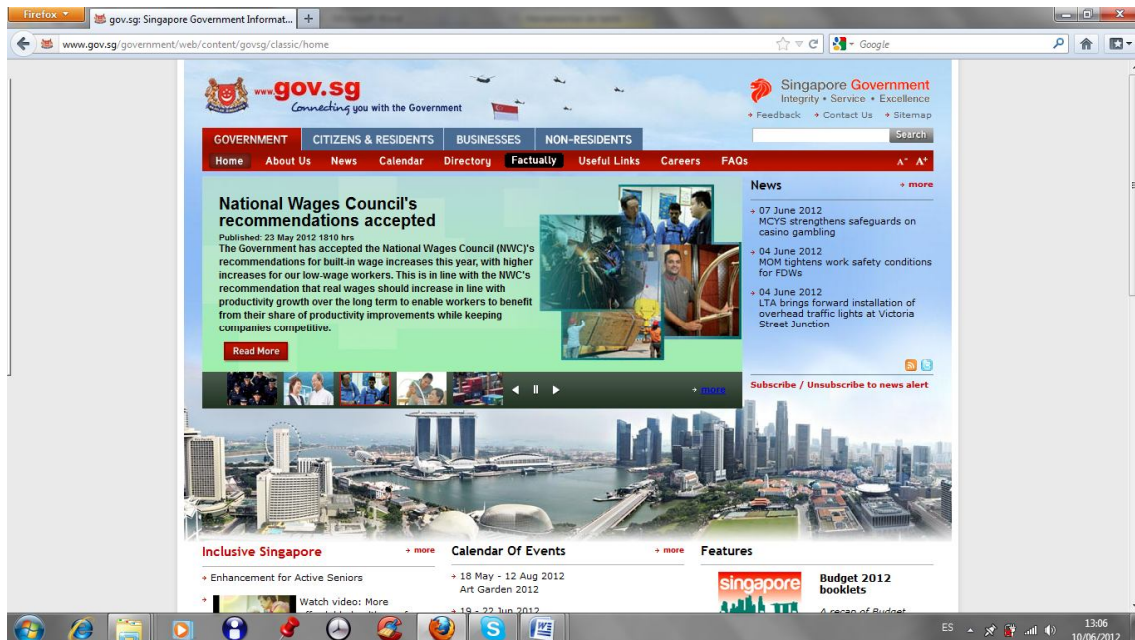 Firefox
gov.sg: Singapore Government Informat...
www.gov.sg/government/web/content/govsg/classic/home
Google
www.gov.sg
Connecting you with the Government
Singapore Government
Integrity • Service • Excellence
Feedback Contact Us Sitemap
GOVERNMENT CITIZENS & RESIDENTS BUSINESSES NON-RESIDENTS
Search
Home About Us News Calendar Directory Factually Useful Links Careers FAQs
A- A+
National Wages Council's
recommendations accepted
Published: 23 May 2012 1810 hrs
The Government has accepted the National Wages Council (NWC)'s
recommendations for built-in wage increases this year, with higher
increases for our low-wage workers. This is in line with the NWC's
recommendation that real wages should increase in line with
productivity growth over the long term to enable workers to benefit
from their share of productivity improvements while keeping
companies competitive.
Read More
more
News
more
07 June 2012
MCYS strengthens safeguards on
casino gambling
04 June 2012
MOM tightens work safety conditions
for FDWs
04 June 2012
LTA brings forward installation of
overhead traffic lights at Victoria
Street Junction
Subscribe / Unsubscribe to news alert
Inclusive Singapore
more
Enhancement for Active Seniors
Watch video: More
Calendar Of Events
more
18 May - 12 Aug 2012
Art Garden 2012
19 - 22 Jun 2012
Features
singapore
Budget 2012
booklets
A recap of Budget
ES
13:06
10/06/2012